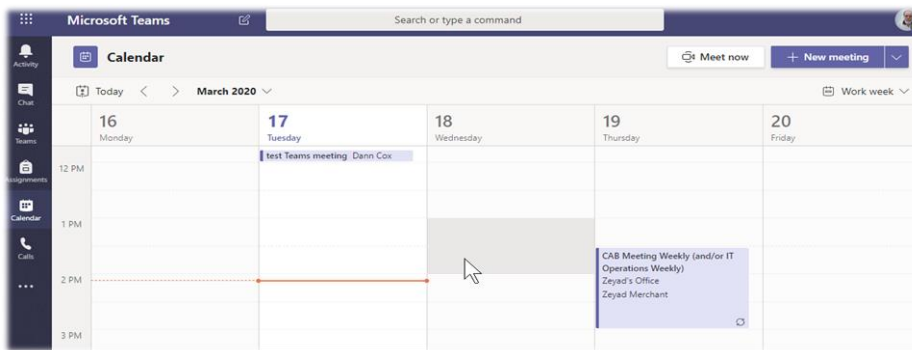 Microsoft Teams
Search or type a command
Activity
Chat
Teams
Assignments
Calendar
Calls
Calendar
Meet now
New meeting
Today
March 2020
Work week
16
Monday
17
Tuesday
18
Wednesday
19
Thursday
20
Friday
12 PM
1 PM
2 PM
3 PM
test Teams meeting Dann Cox
CAB Meeting Weekly (and/or IT
Operations Weekly)
Zeyad's Office
Zeyad Merchant